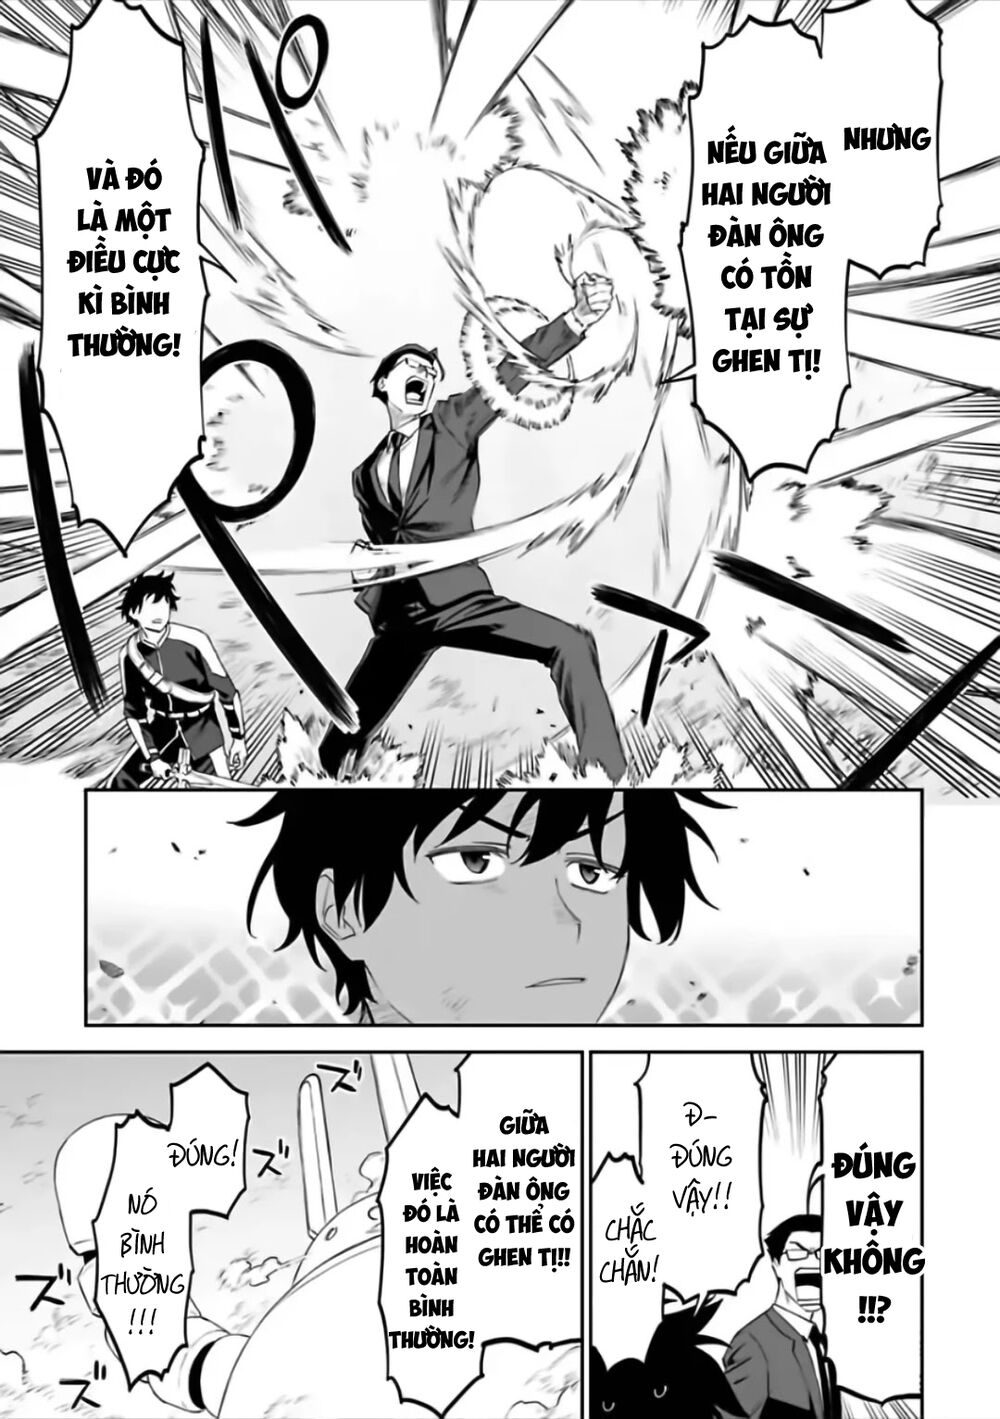 NHƯNG
NẾU GIỮA
HAI NGƯỜI
ĐÀN ÔNG
CÓ TỒN
TẠI SỰ
GHEN TỊ!
VÀ ĐÓ
LÀ MỘT
ĐIỀU CỰC
KÌ BÌNH
THƯỜNG!
ĐÚNG
VẬY
KHÔNG
!!?
Đ-
ĐÚNG
VẬY!!
CHẮC
CHẮN!
GIỮA
HAI NGƯỜI
ĐÀN ÔNG
CÓ THỂ CÓ
GHEN TỊ!!
VIỆC
ĐÓ LÀ
HOÀN
TOÀN
BÌNH
THƯỜNG!
ĐÚNG!
NÓ
BÌNH
THƯỜNG
!!!
ズ
ズ
ズ
ズ